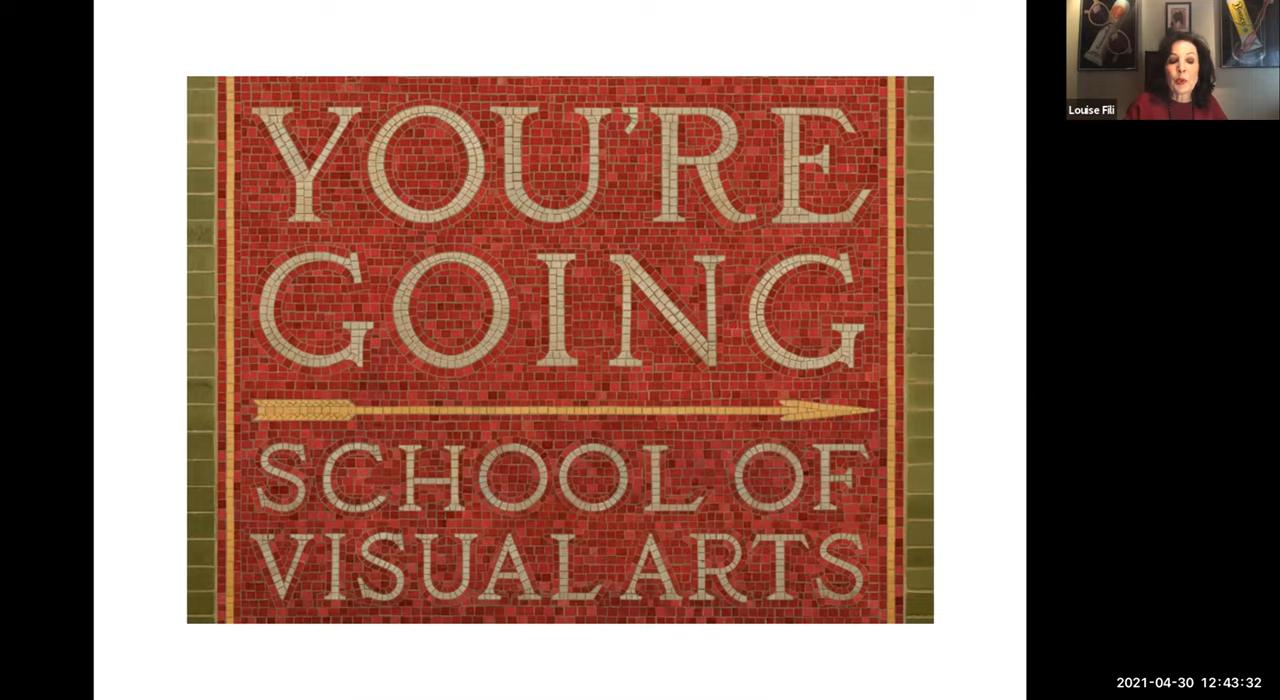 YOU'RE
GOING
SCHOOL OF
VISUAL ARTS
Louise Fili
2021-04-30 12:43:32